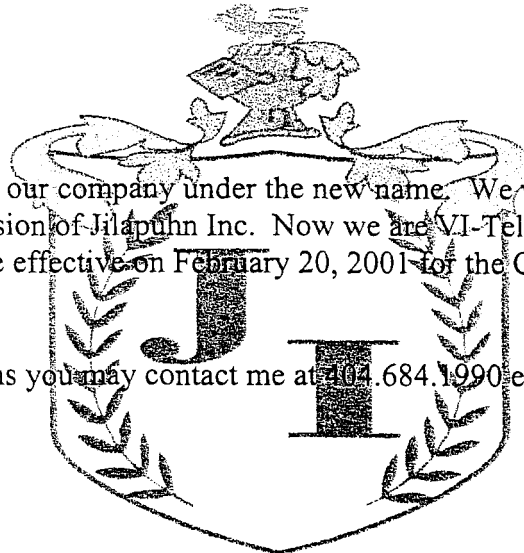 our company under the new name. We
sion of Jilapuhn Inc. Now we are VI-Tel
e effective on February 20, 2001 for the C
J
I
ns you may contact me at 404.684.1990 e